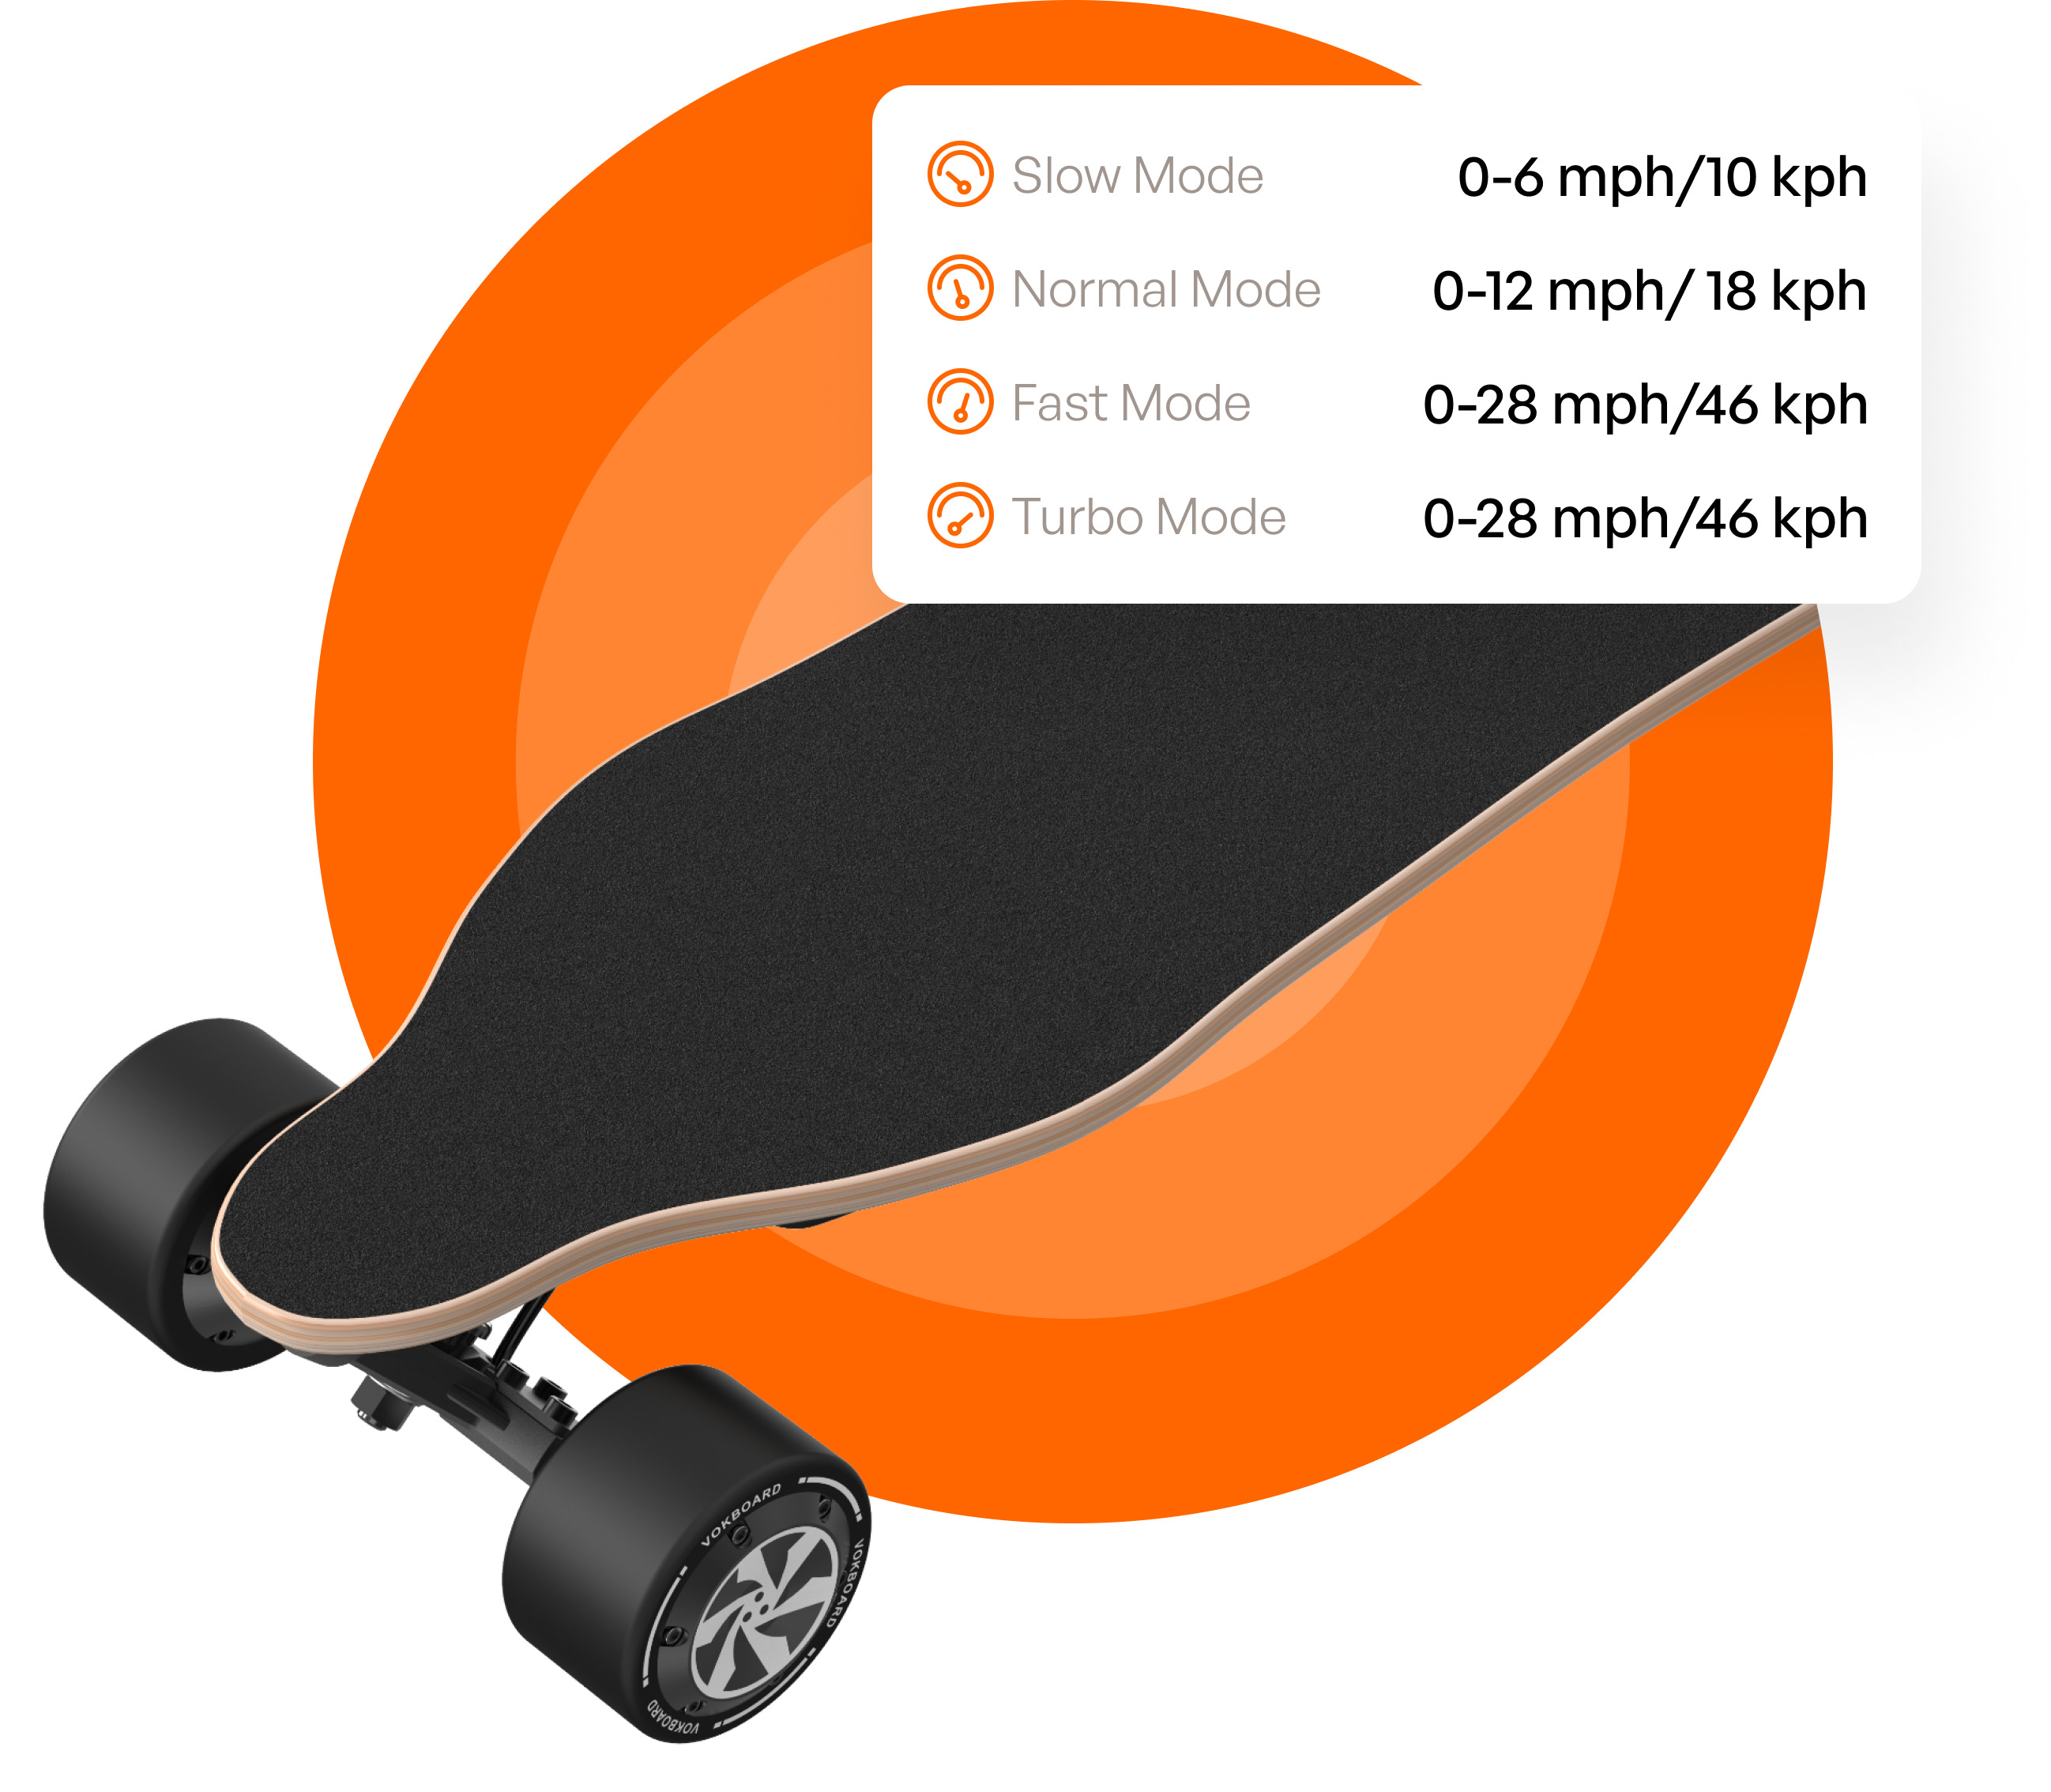 Slow Mode 0-6 mph/10 kph
Normal Mode 0-12 mph/ 18 kph
Fast Mode 0-28 mph/46 kph
Turbo Mode 0-28 mph/46 kph
VOKBOARD
VOKBOARD
VOKBOARD